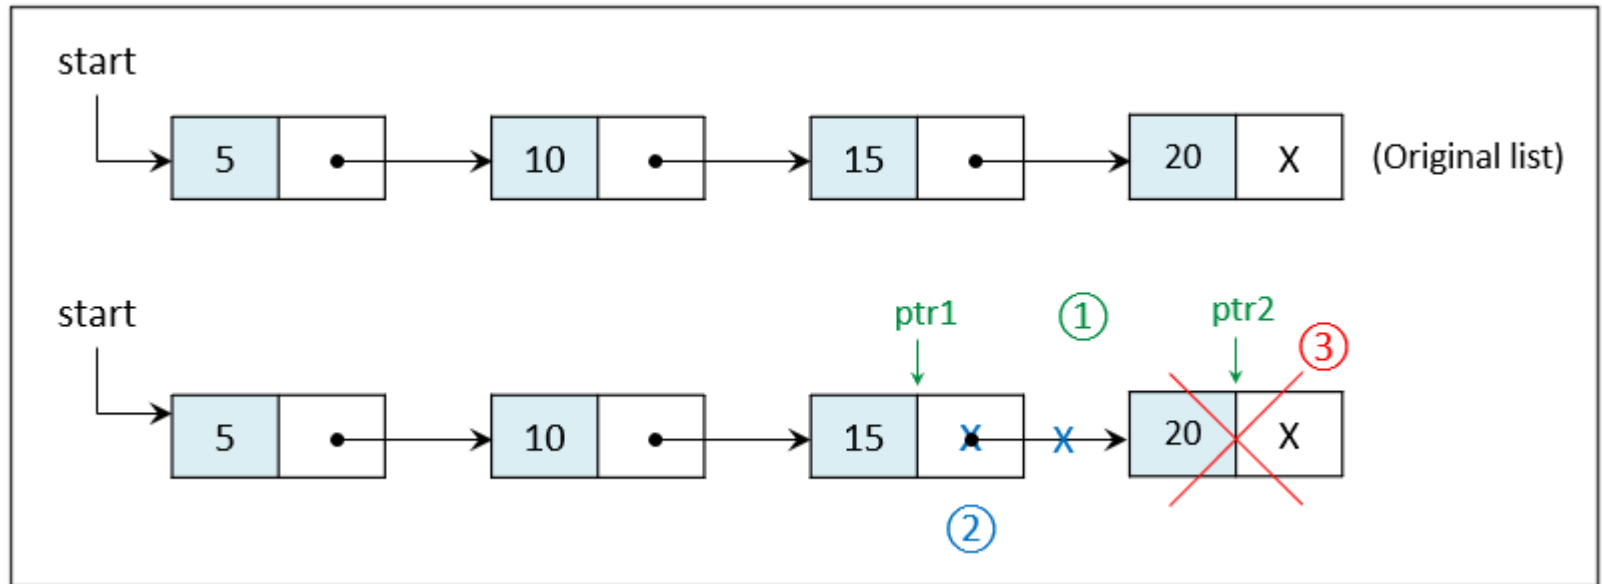 start
5 10 15 20 X (Original list)
start
ptr1 ① ptr2 ③
5 10 15 X X 20 X
②